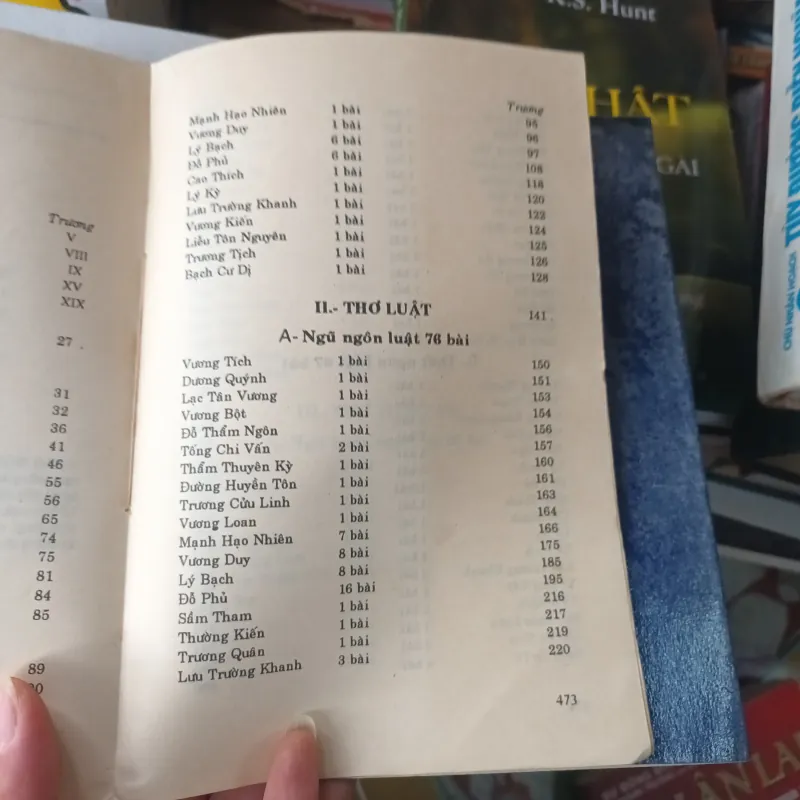 Trương
V
VIII
IX
XV
XIX
27
31
32
36
41
46
55
56
65
74
75
81
84
85
89
Trương
Mạnh Hạo Nhiên 1 bài 95
Vương Duy 1 bài 96
Lý Bạch 6 bài 97
Đỗ Phủ 6 bài 108
Cao Thích 1 bài 118
Lý Kỳ 1 bài 120
Lưu Trường Khanh 1 bài 122
Vương Kiến 1 bài 124
Liễu Tôn Nguyên 1 bài 125
Trương Tịch 1 bài 126
Bạch Cư Dị 1 bài 128
II.- THƠ LUẬT 141
A- Ngũ ngôn luật 76 bài
Vương Tích 1 bài 150
Dương Quýnh 1 bài 151
Lạc Tân Vương 1 bài 153
Vương Bột 1 bài 154
Đỗ Thẩm Ngôn 1 bài 156
Tống Chi Vấn 2 bài 157
Thẩm Thuyên Kỳ 1 bài 160
Đường Huyền Tôn 1 bài 161
Trương Cửu Linh 1 bài 163
Vương Loan 1 bài 164
Mạnh Hạo Nhiên 7 bài 166
Vương Duy 8 bài 175
Lý Bạch 8 bài 185
Đỗ Phủ 16 bài 195
Sầm Tham 1 bài 216
Thường Kiến 1 bài 217
Trương Quân 1 bài 219
Lưu Trường Khanh 3 bài 220
473
Hunt
HẬT
GÁI